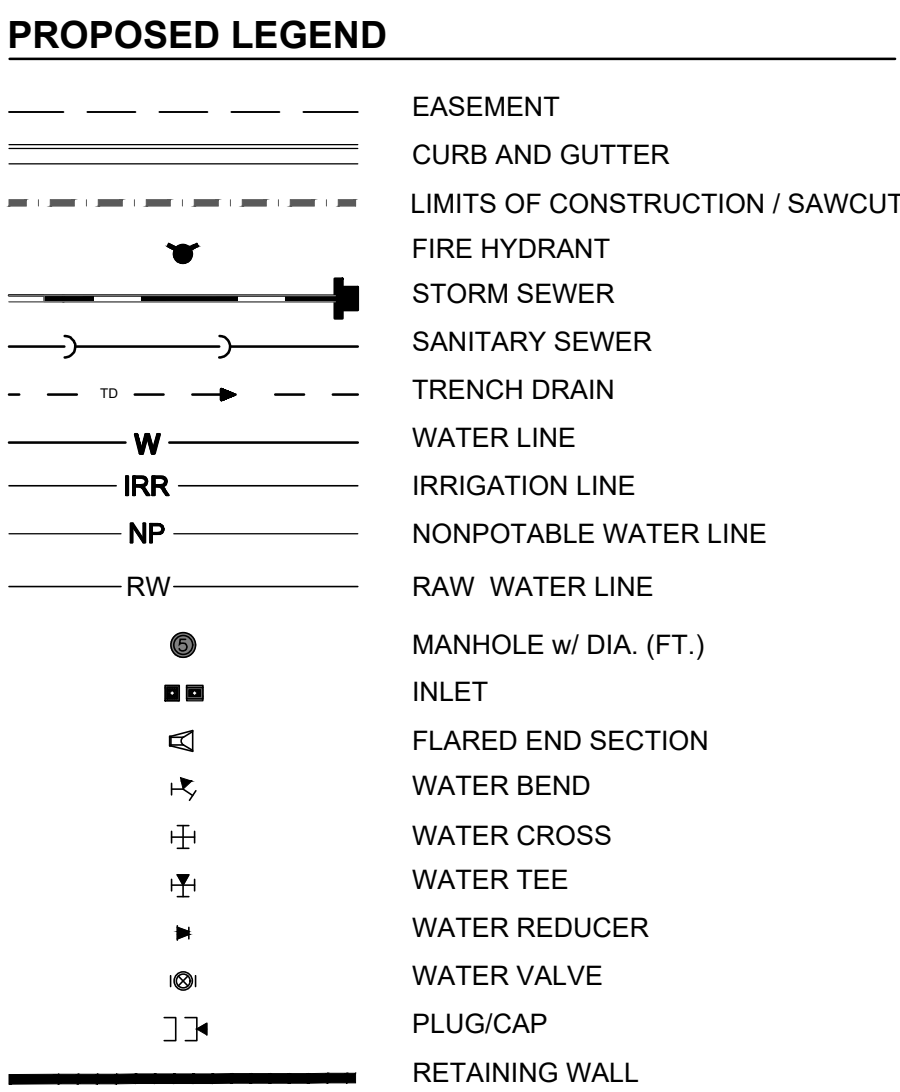 PROPOSED LEGEND
EASEMENT
CURB AND GUTTER
LIMITS OF CONSTRUCTION / SAWCUT
FIRE HYDRANT
STORM SEWER
SANITARY SEWER
TD TRENCH DRAIN
W WATER LINE
IRR IRRIGATION LINE
NP NONPOTABLE WATER LINE
RW RAW WATER LINE
5 MANHOLE w/ DIA. (FT.)
INLET
FLARED END SECTION
WATER BEND
WATER CROSS
WATER TEE
WATER REDUCER
WATER VALVE
PLUG/CAP
RETAINING WALL